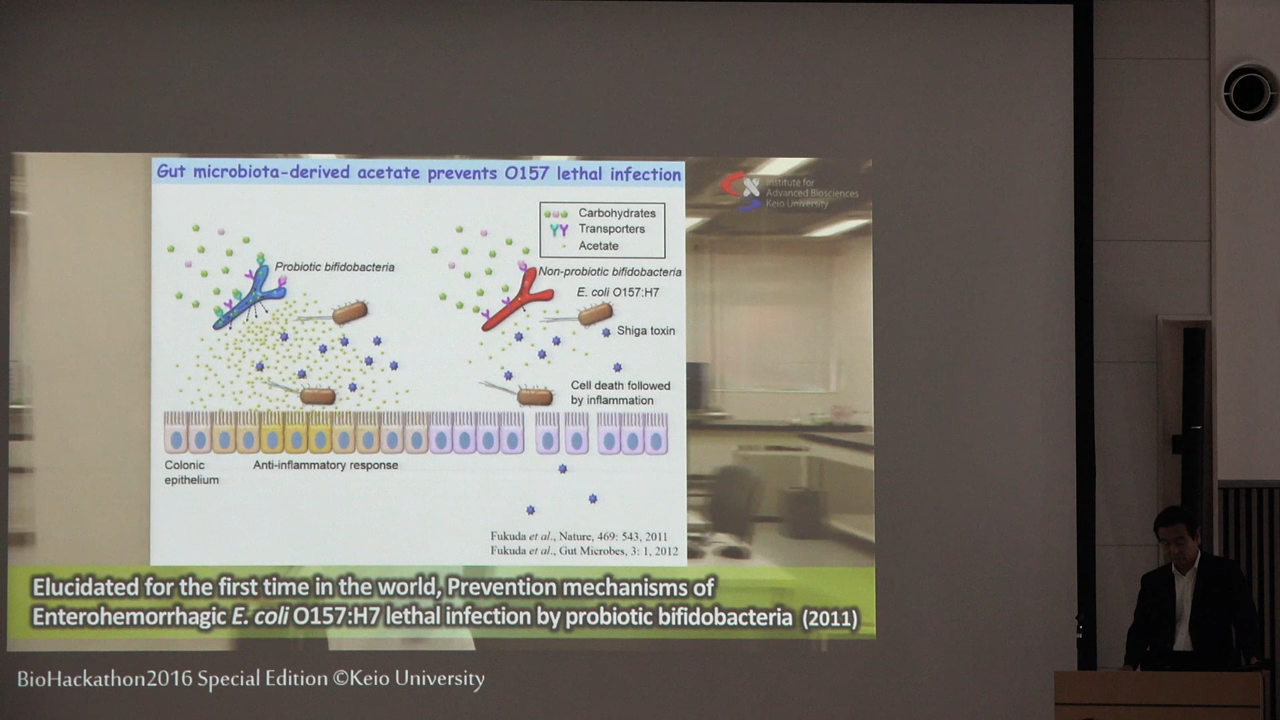 Gut microbiota-derived acetate prevents O157 lethal infection
Institute for
Advanced Biosciences
Keio University
Carbohydrates
Transporters
Acetate
Probiotic bifidobacteria
Non-probiotic bifidobacteria
E. coli O157:H7
Shiga toxin
Cell death followed
by inflammation
Colonic
epithelium
Anti-inflammatory response
Fukuda et al., Nature, 469: 543, 2011
Fukuda et al., Gut Microbes, 3: 1, 2012
Elucidated for the first time in the world, Prevention mechanisms of
Enterohemorrhagic E. coli O157:H7 lethal infection by probiotic bifidobacteria (2011)
BioHackathon2016 Special Edition ©Keio University